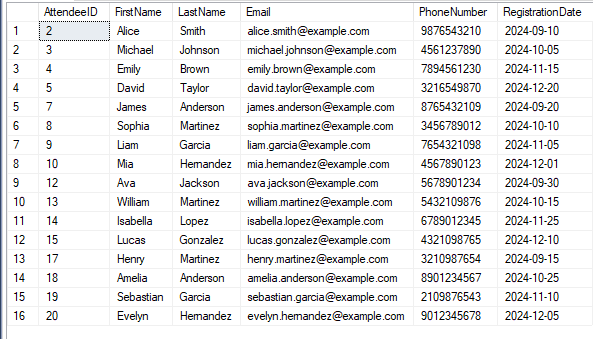 AttendeeID FirstName LastName Email PhoneNumber RegistrationDate
1 2 Alice Smith alice.smith@example.com 9876543210 2024-09-10
2 3 Michael Johnson michael.johnson@example.com 4561237890 2024-10-05
3 4 Emily Brown emily.brown@example.com 7894561230 2024-11-15
4 5 David Taylor david.taylor@example.com 3216549870 2024-12-20
5 7 James Anderson james.anderson@example.com 8765432109 2024-09-20
6 8 Sophia Martinez sophia.martinez@example.com 3456789012 2024-10-10
7 9 Liam Garcia liam.garcia@example.com 7654321098 2024-11-05
8 10 Mia Hernandez mia.hernandez@example.com 4567890123 2024-12-01
9 12 Ava Jackson ava.jackson@example.com 5678901234 2024-09-30
10 13 William Martinez william.martinez@example.com 5432109876 2024-10-15
11 14 Isabella Lopez isabella.lopez@example.com 6789012345 2024-11-25
12 15 Lucas Gonzalez lucas.gonzalez@example.com 4321098765 2024-12-10
13 17 Henry Martinez henry.martinez@example.com 3210987654 2024-09-15
14 18 Amelia Anderson amelia.anderson@example.com 8901234567 2024-10-25
15 19 Sebastian Garcia sebastian.garcia@example.com 2109876543 2024-11-10
16 20 Evelyn Hernandez evelyn.hernandez@example.com 9012345678 2024-12-05